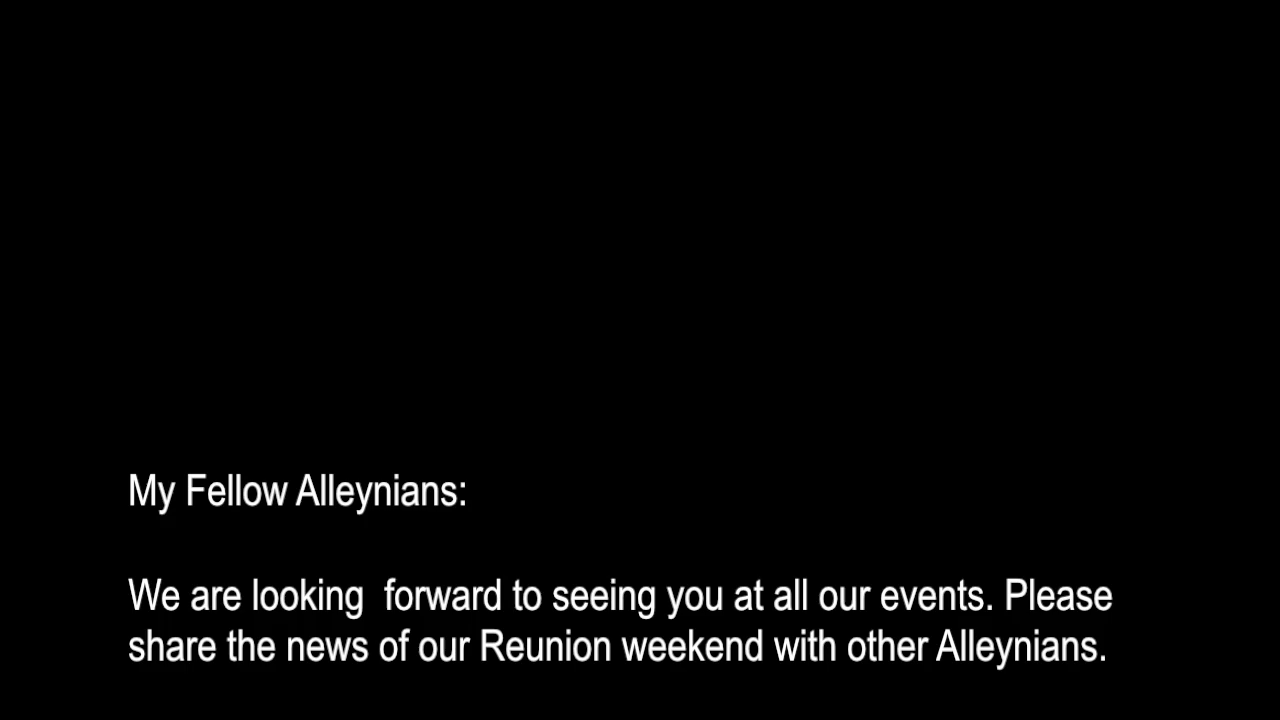 My Fellow Alleynians:
We are looking  forward to seeing you at all our events. Please
share the news of our Reunion weekend with other Alleynians.